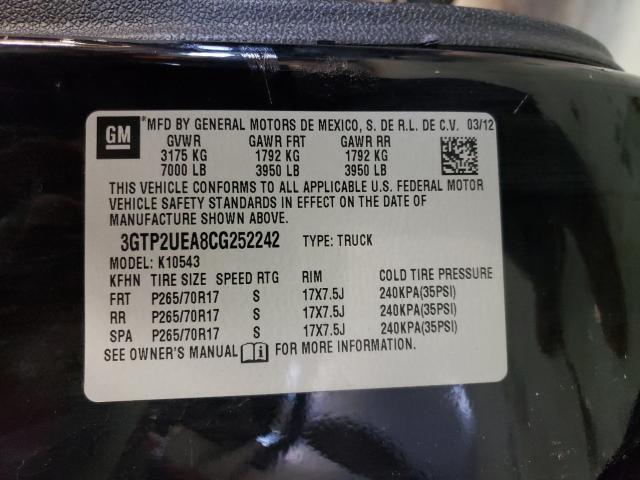 GM *MFD BY GENERAL MOTORS DE MEXICO, S. DE R.L. DE C.V. 03/12
GVWR GAWR FRT GAWR RR
3175 KG 1792 KG 1792 KG
7000 LB 3950 LB 3950 LB
THIS VEHICLE CONFORMS TO ALL APPLICABLE U.S. FEDERAL MOTOR
VEHICLE SAFETY STANDARDS IN EFFECT ON THE DATE OF
MANUFACTURE SHOWN ABOVE.
3GTP2UEA8CG252242 TYPE: TRUCK
MODEL: K10543
KFHN TIRE SIZE SPEED RTG RIM COLD TIRE PRESSURE
FRT P265/70R17 S 17X7.5J 240KPA(35PSI)
RR P265/70R17 S 17X7.5J 240KPA(35PSI)
SPA P265/70R17 S 17X7.5J 240KPA(35PSI)
SEE OWNER'S MANUAL FOR MORE INFORMATION.